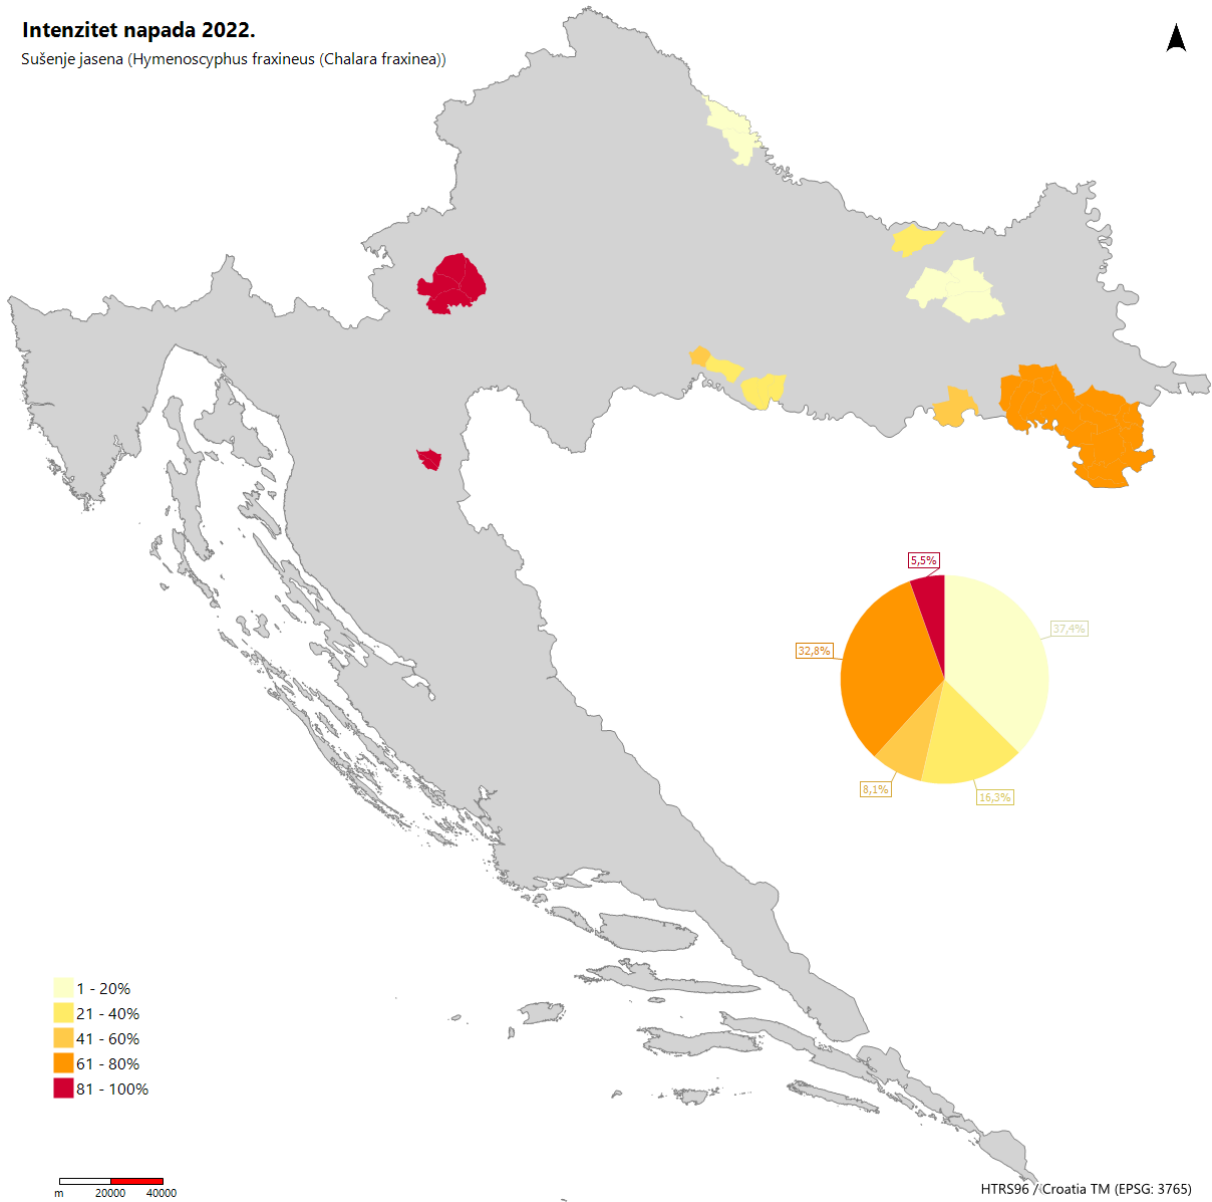 Intenzitet napada 2022.
Sušenje jasena (Hymenoscyphus fraxineus (Chalara fraxinea))
5,5%
37,4%
32,8%
8,1%
16,3%
1 - 20%
21 - 40%
41 - 60%
61 - 80%
81 - 100%
m 20000 40000
HTRS96 / Croatia TM (EPSG: 3765)